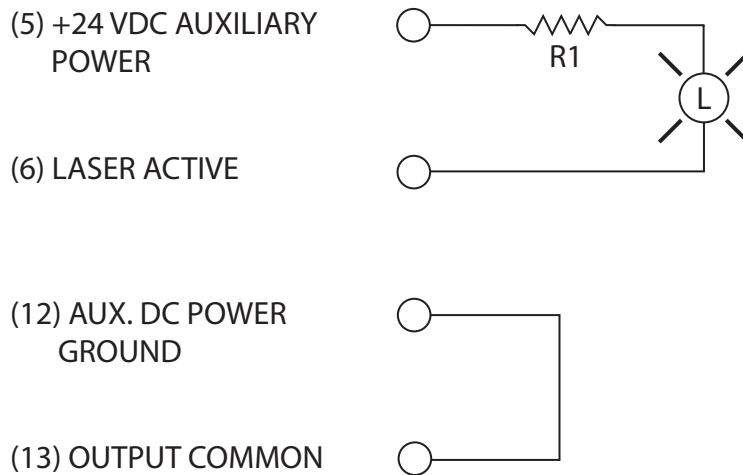 (5) +24 VDC AUXILIARY
POWER
R1
L
(6) LASER ACTIVE
(12) AUX. DC POWER
GROUND
(13) OUTPUT COMMON